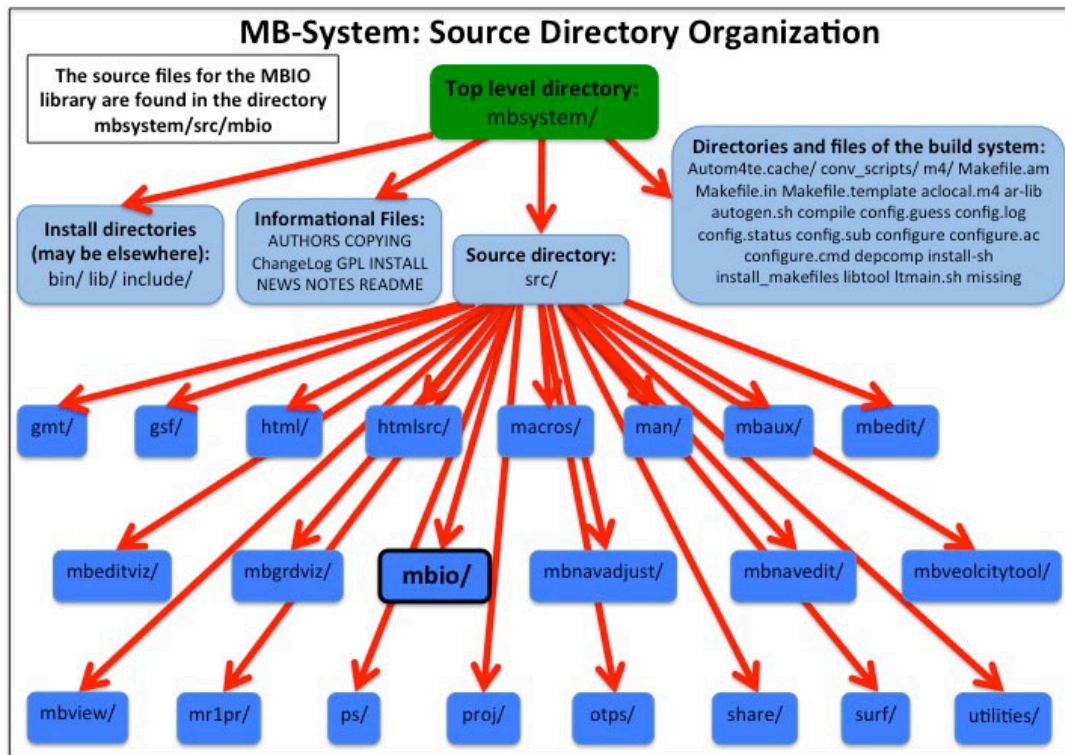 MB-System: Source Directory Organization
The source files for the MBIO
library are found in the directory
mbsystem/src/mbio
Top level directory:
mbsystem/
Install directories
(may be elsewhere):
bin/ lib/ include/
Informational Files:
AUTHORS COPYING
ChangeLog GPL INSTALL
NEWS NOTES README
Source directory:
src/
Directories and files of the build system:
Autom4te.cache/ conv_scripts/ m4/ Makefile.am
Makefile.in Makefile.template aclocal.m4 ar-lib
autogen.sh compile config.guess config.log
config.status config.sub configure configure.ac
configure.cmd depcomp install-sh
install_makefiles libtool ltmain.sh missing
gmt/ gsf/ html/ htmlsrc/ macros/ man/ mbaux/ mbedit/
mbeditviz/ mbgrdviz/ mbio/ mbnavadjust/ mbnavedit/ mbveolcitytool/
mbview/ mr1pr/ ps/ proj/ otps/ share/ surf/ utilities/